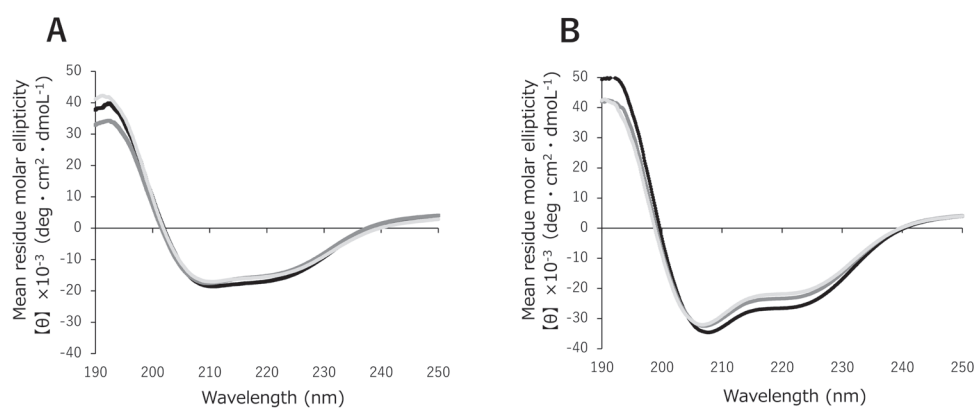 A
Mean residue molar ellipticity
【θ】×10-3 (deg・cm2・dmoL-1)
50
40
30
20
10
0
-10
-20
-30
-40
190 200 210 220 230 240 250
Wavelength (nm)
B
Mean residue molar ellipticity
【θ】×10-3 (deg・cm2・dmoL-1)
50
40
30
20
10
0
-10
-20
-30
-40
190 200 210 220 230 240 250
Wavelength (nm)